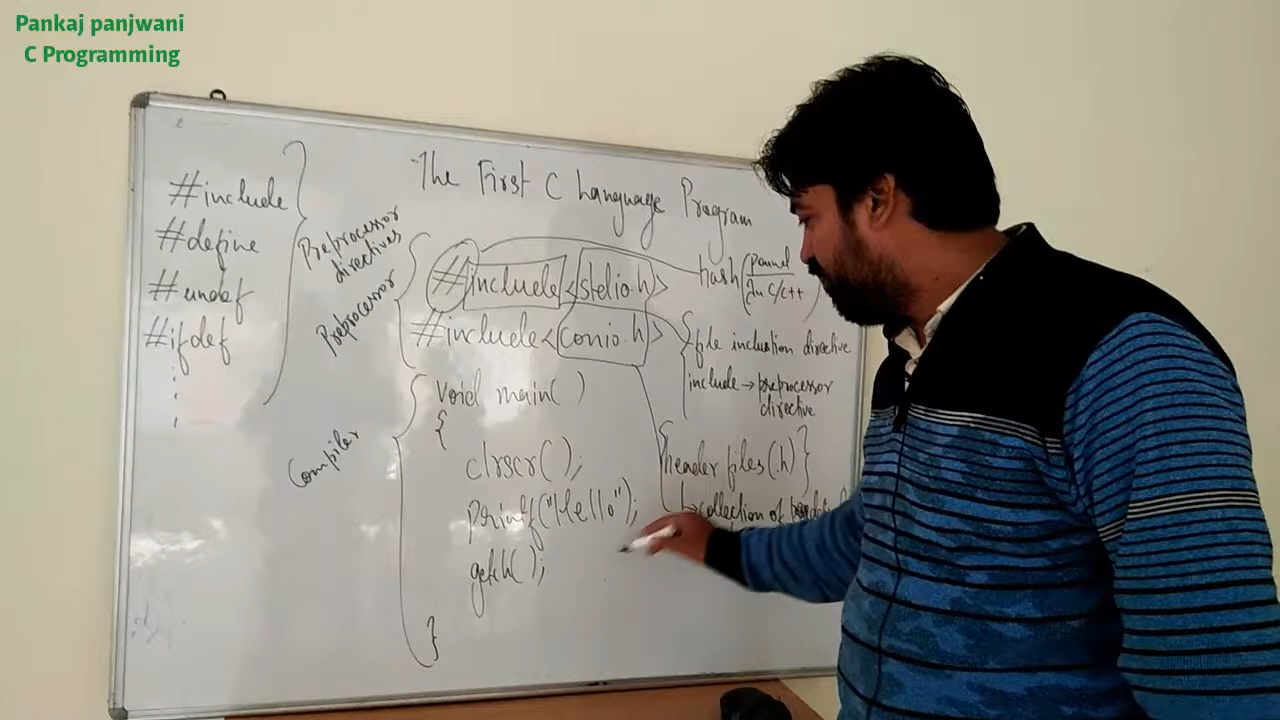 Pankaj panjwani
C Programming
The First C Language Program
#include
#define
#undef
#ifdef
Preprocessor
directives
Preprocessor
#include<stdio.h>
#include<conio.h>
void main( )
{
clrscr( );
printf("Hello");
getch( );
}
Compiler
hash(
In C/C++ )
file inclusion directive
include → preprocessor
directive
header files(.h)
↳ collection of